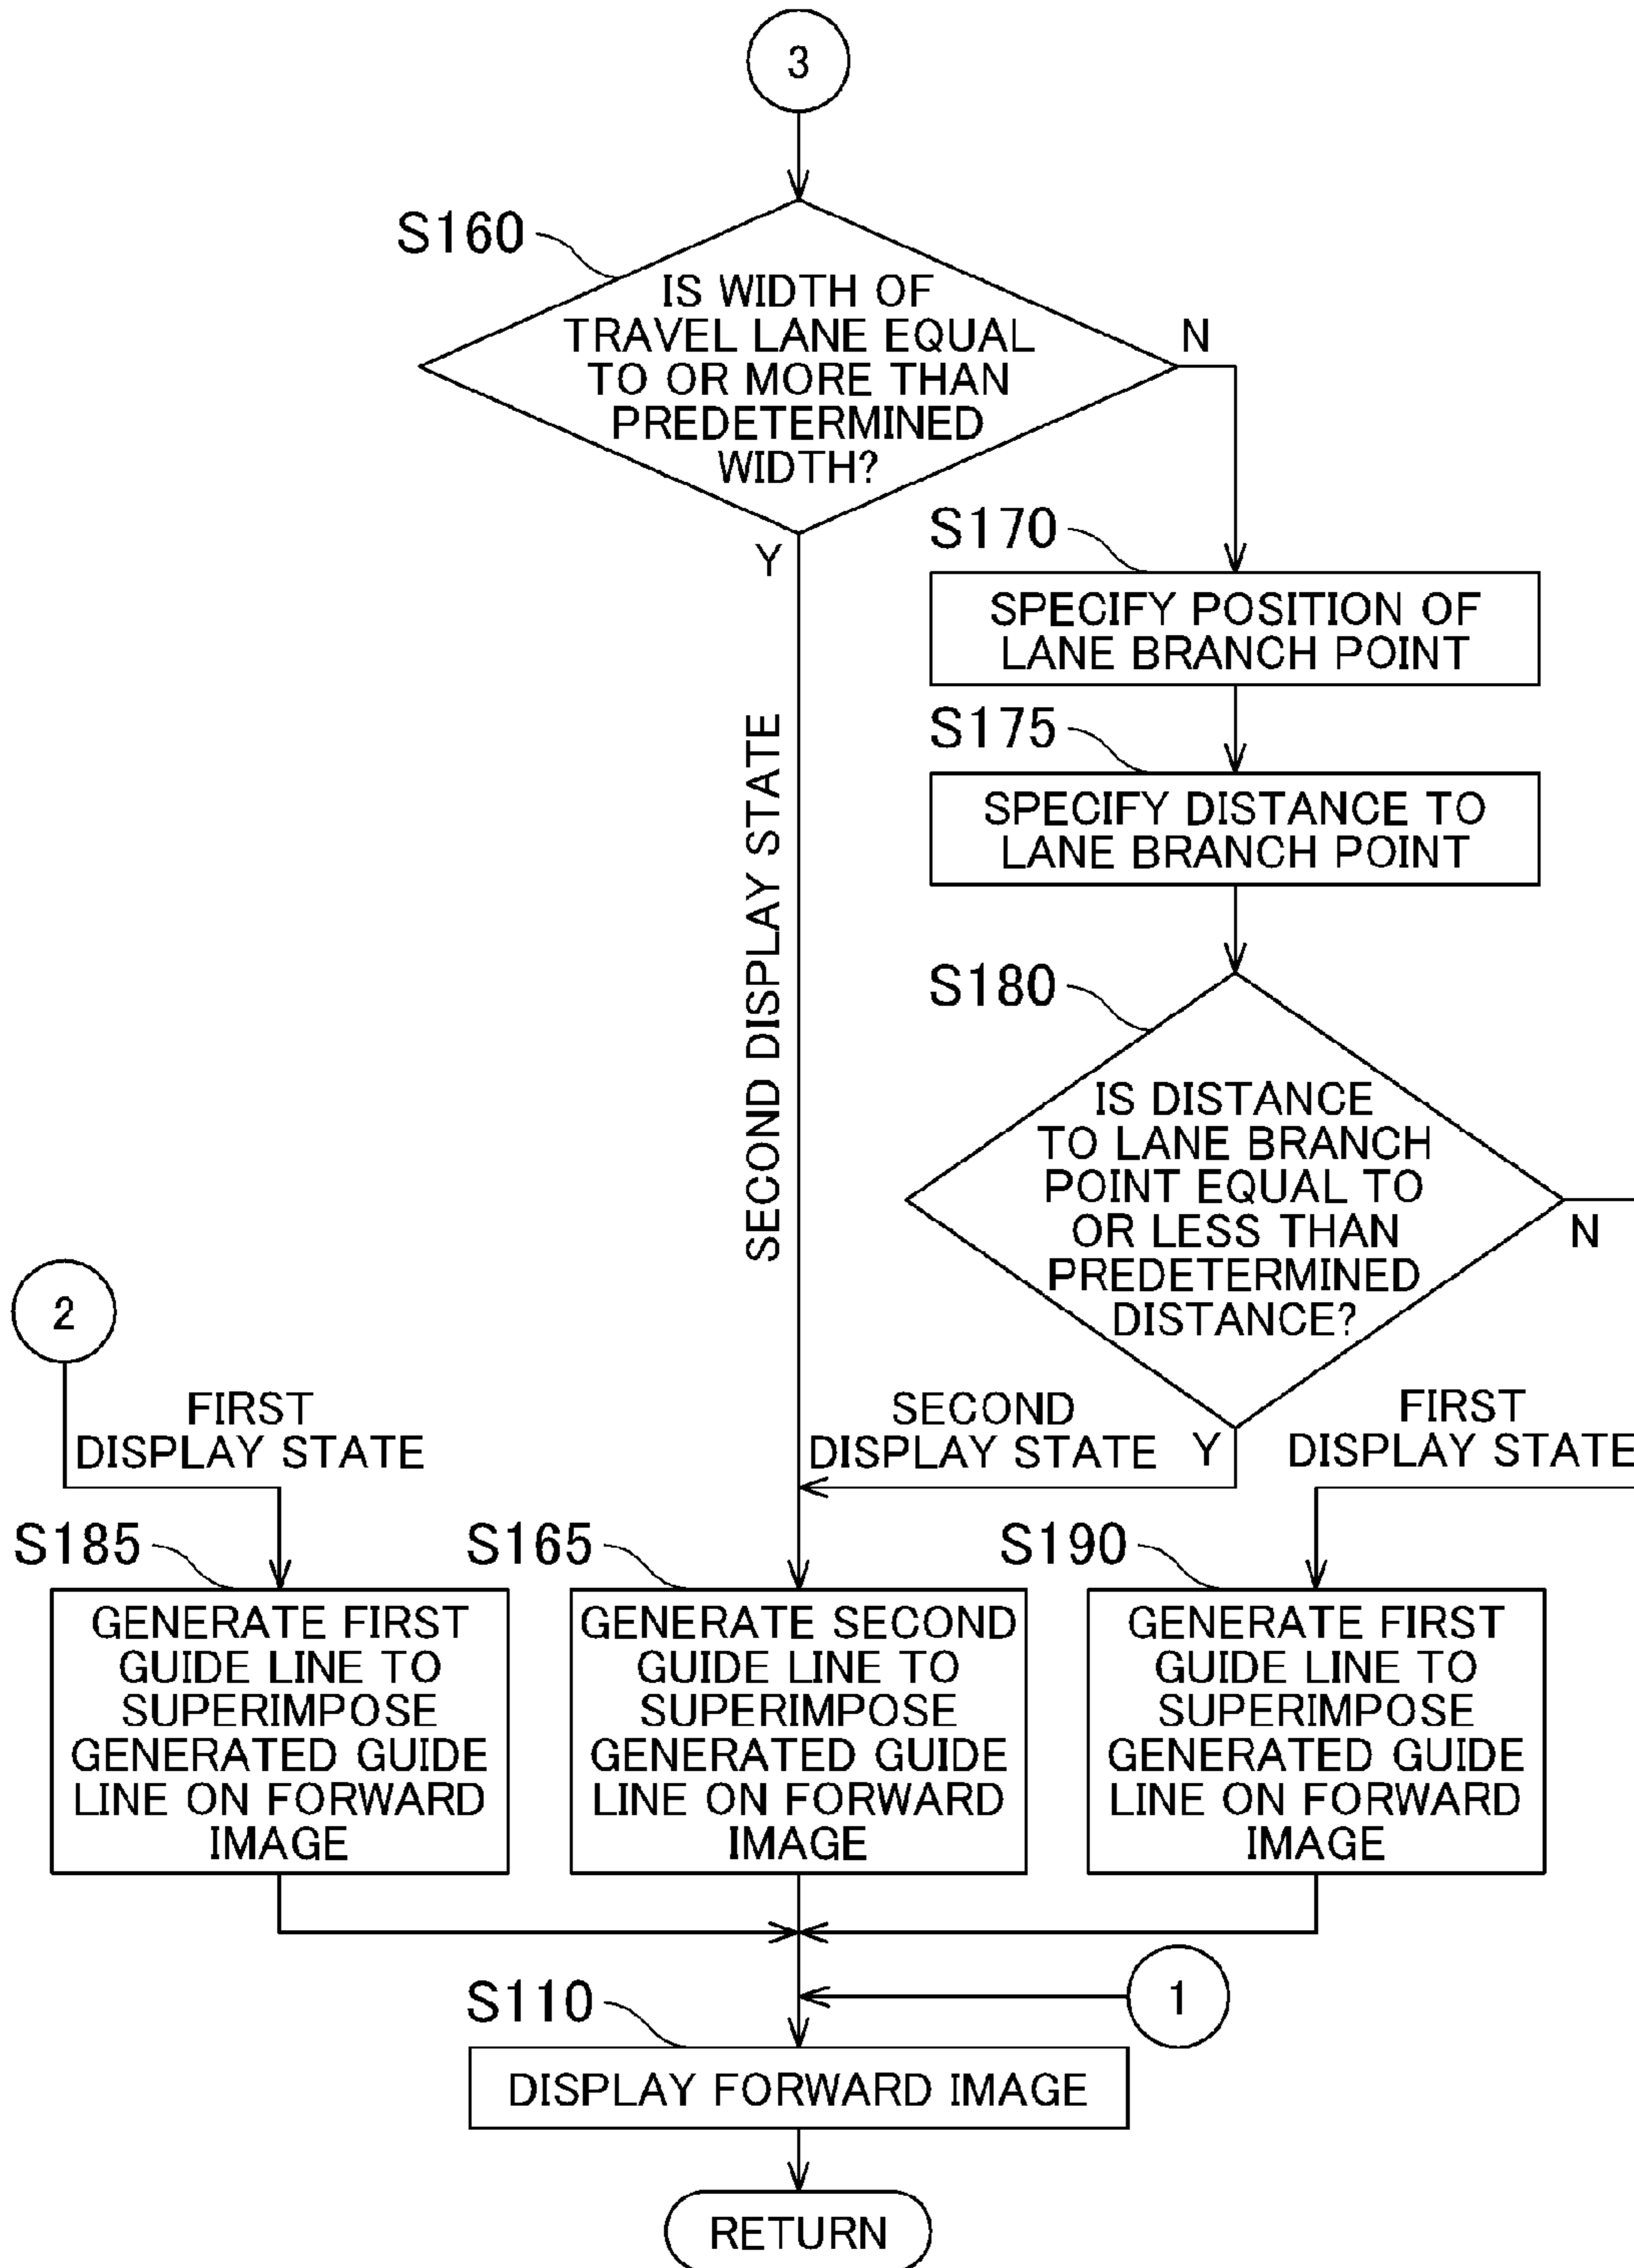 3
S160
IS WIDTH OF
TRAVEL LANE EQUAL
TO OR MORE THAN
PREDETERMINED
WIDTH?
N
Y
S170
SPECIFY POSITION OF
LANE BRANCH POINT
S175
SPECIFY DISTANCE TO
LANE BRANCH POINT
SECOND DISPLAY STATE
S180
IS DISTANCE
TO LANE BRANCH
POINT EQUAL TO
OR LESS THAN
PREDETERMINED
DISTANCE?
N
Y
2
FIRST
DISPLAY STATE
SECOND
DISPLAY STATE
FIRST
DISPLAY STATE
S185
GENERATE FIRST
GUIDE LINE TO
SUPERIMPOSE
GENERATED GUIDE
LINE ON FORWARD
IMAGE
S165
GENERATE SECOND
GUIDE LINE TO
SUPERIMPOSE
GENERATED GUIDE
LINE ON FORWARD
IMAGE
S190
GENERATE FIRST
GUIDE LINE TO
SUPERIMPOSE
GENERATED GUIDE
LINE ON FORWARD
IMAGE
1
S110
DISPLAY FORWARD IMAGE
RETURN